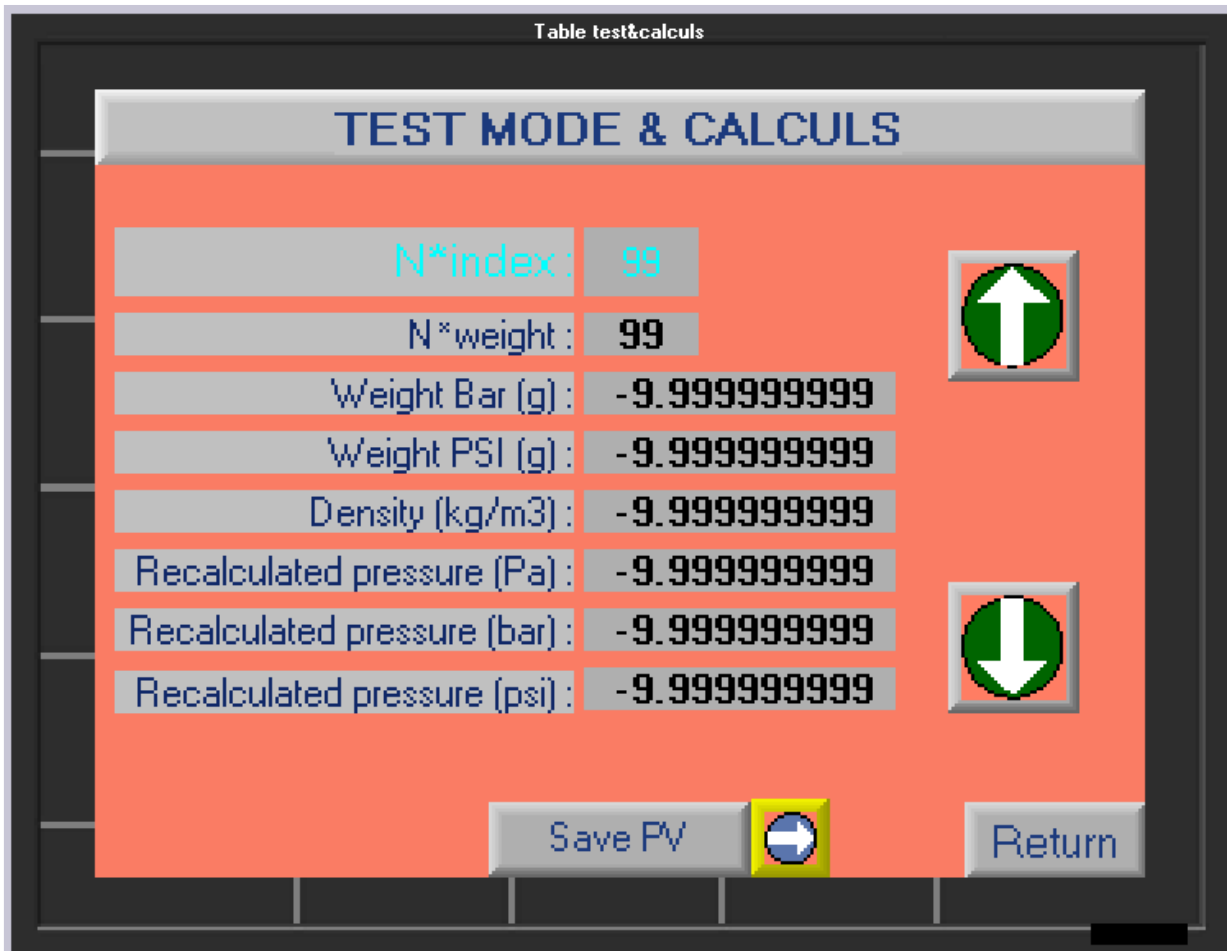 Table test&calculs
TEST MODE & CALCULS
N*index : 99
N*weight : 99
Weight Bar (g) : -9.999999999
Weight PSI (g) : -9.999999999
Density (kg/m3) : -9.999999999
Recalculated pressure (Pa) : -9.999999999
Recalculated pressure (bar) : -9.999999999
Recalculated pressure (psi) : -9.999999999
Save PV
Return